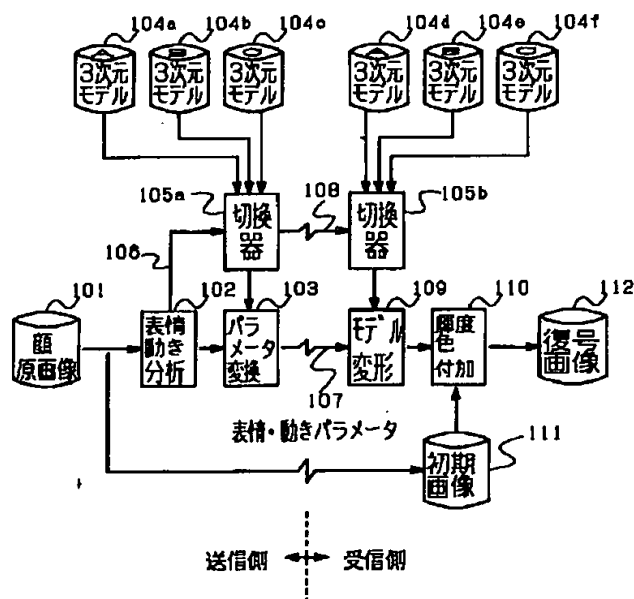 104a 104b 104c 104d 104e 104f
3次元
モデル
3次元
モデル
3次元
モデル
3次元
モデル
3次元
モデル
3次元
モデル
105a
切換
器
108
切換
器
105b
106
101 102 103 109 110 112
顔
原画像
表情
動き
分析
パラ
メータ
変換
107
モデル
変形
輝度
色
付加
復号
画像
表情・動きパラメータ
111
初期
画像
送信側
受信側